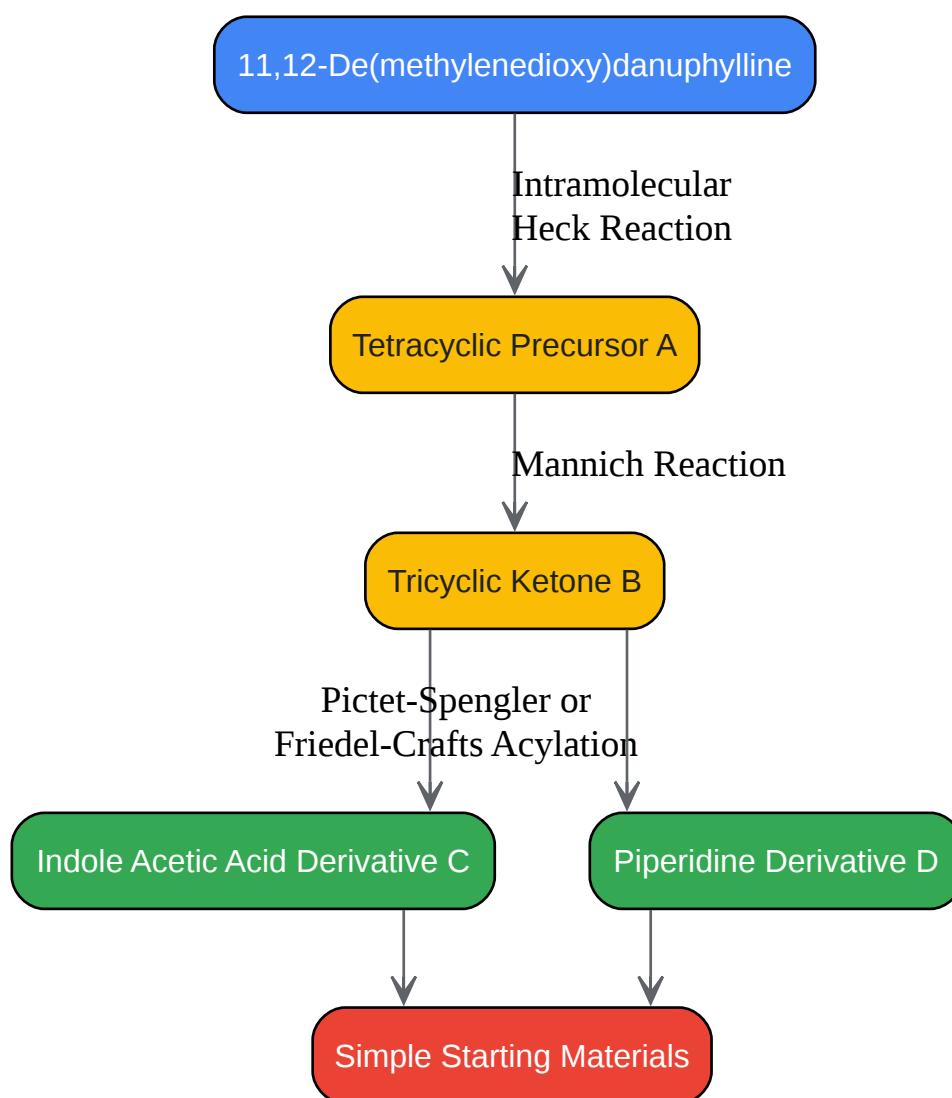 11,12-De(methylenedioxy)danuphylline
Intramolecular
Heck Reaction
Tetracyclic Precursor A
Mannich Reaction
Tricyclic Ketone B
Pictet-Spengler or
Friedel-Crafts Acylation
Indole Acetic Acid Derivative C
Piperidine Derivative D
Simple Starting Materials